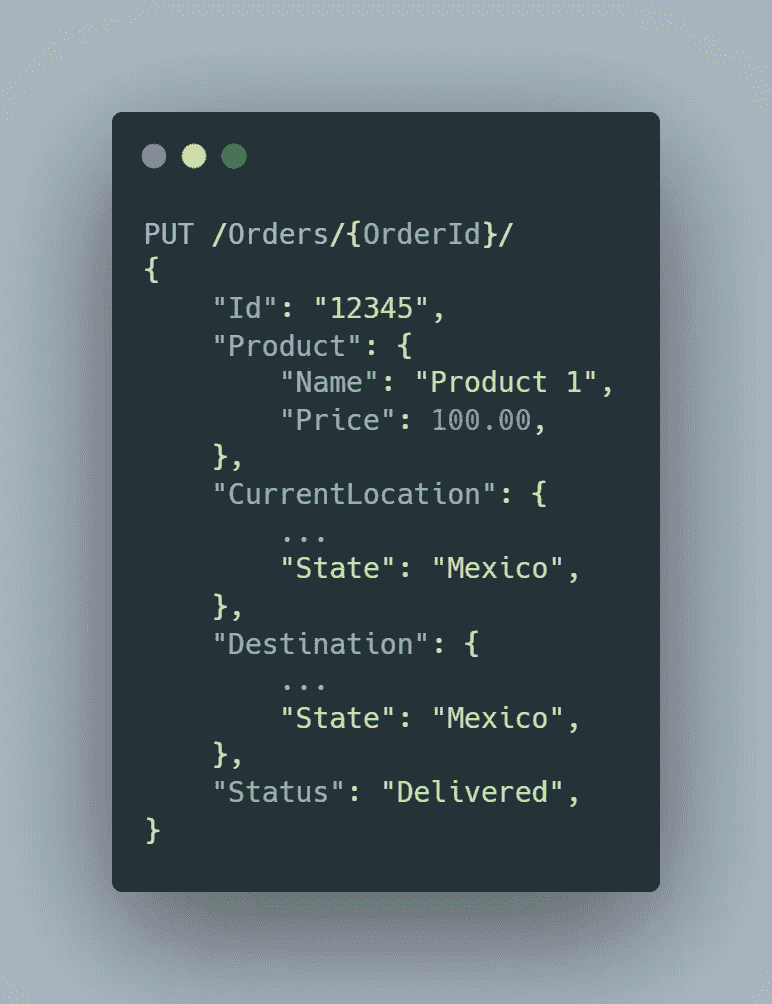 PUT /Orders/{OrderId}/
{
    "Id": "12345",
    "Product": {
        "Name": "Product 1",
        "Price": 100.00,
    },
    "CurrentLocation": {
        ...
        "State": "Mexico",
    },
    "Destination": {
        ...
        "State": "Mexico",
    },
    "Status": "Delivered",
}